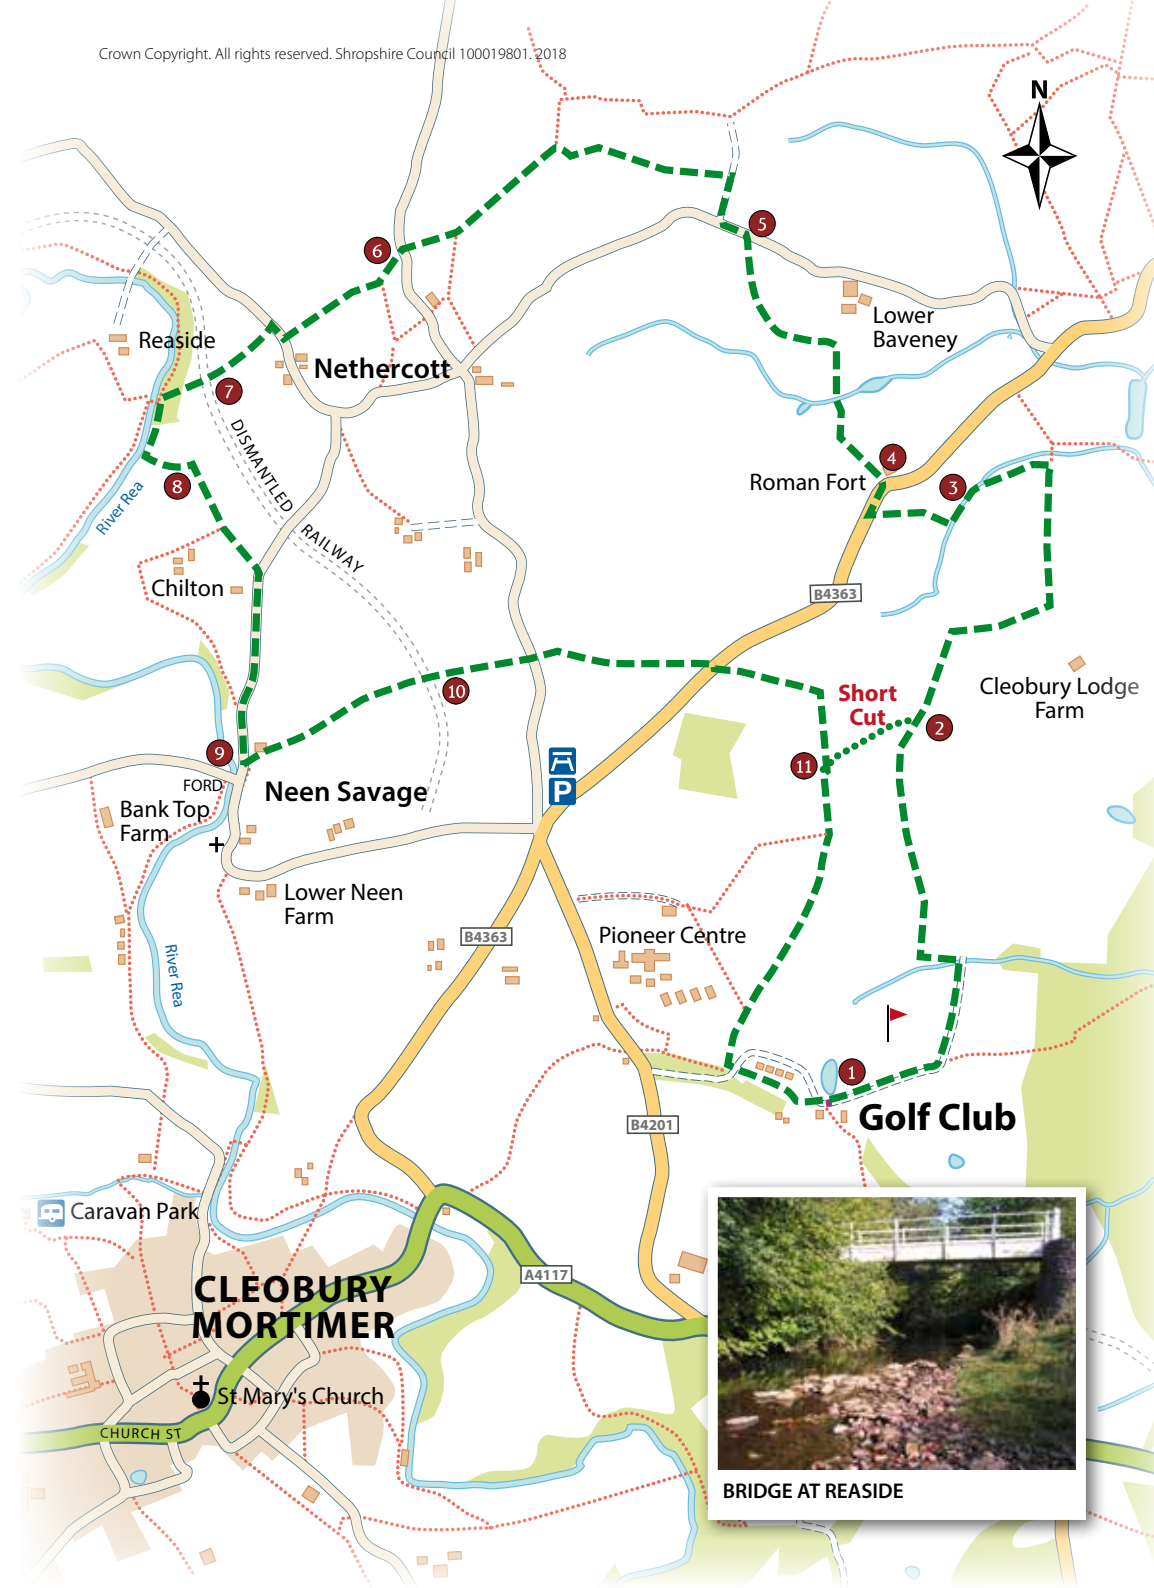 Crown Copyright. All rights reserved. Shropshire Council 100019801. 2018
N
5
6
Reaside
Lower
Baveney
Nethercott
7
DISMANTLED
RAILWAY
4
Roman Fort
3
8
River Rea
Chilton
B4363
Cleobury Lodge
Farm
Short
Cut
10
2
9
11
FORD
Neen Savage
P
Bank Top
Farm
Lower Neen
Farm
B4363
Pioneer Centre
River Rea
1
Golf Club
B4201
Caravan Park
A4117
CLEOBURY
MORTIMER
St Mary's Church
CHURCH ST
BRIDGE AT REASIDE